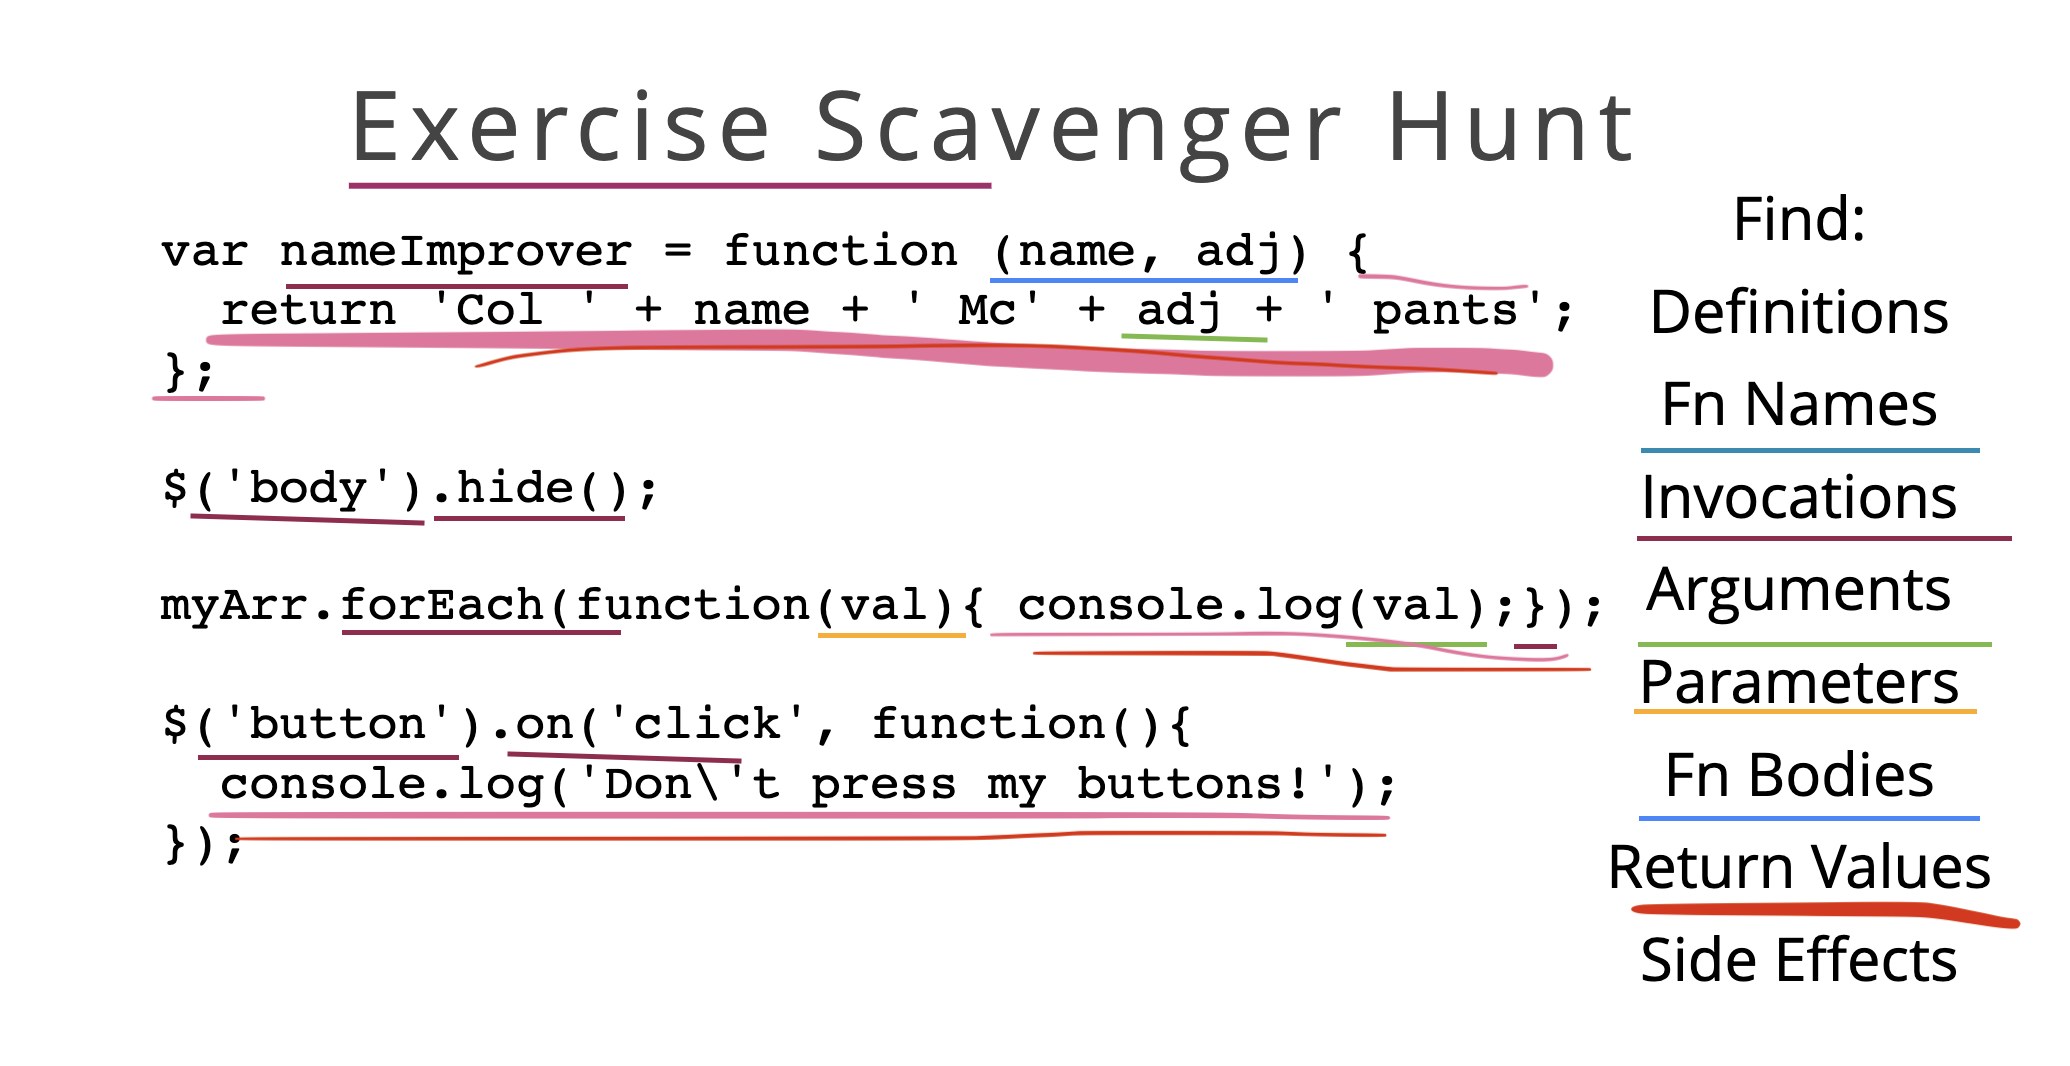 Exercise Scavenger Hunt
var nameImprover = function (name, adj) {
  return 'Col ' + name + ' Mc' + adj + ' pants';
};
$('body').hide();
myArr.forEach(function(val){ console.log(val);});
$('button').on('click', function(){
  console.log('Don\'t press my buttons!');
});
Find:
Definitions
Fn Names
Invocations
Arguments
Parameters
Fn Bodies
Return Values
Side Effects